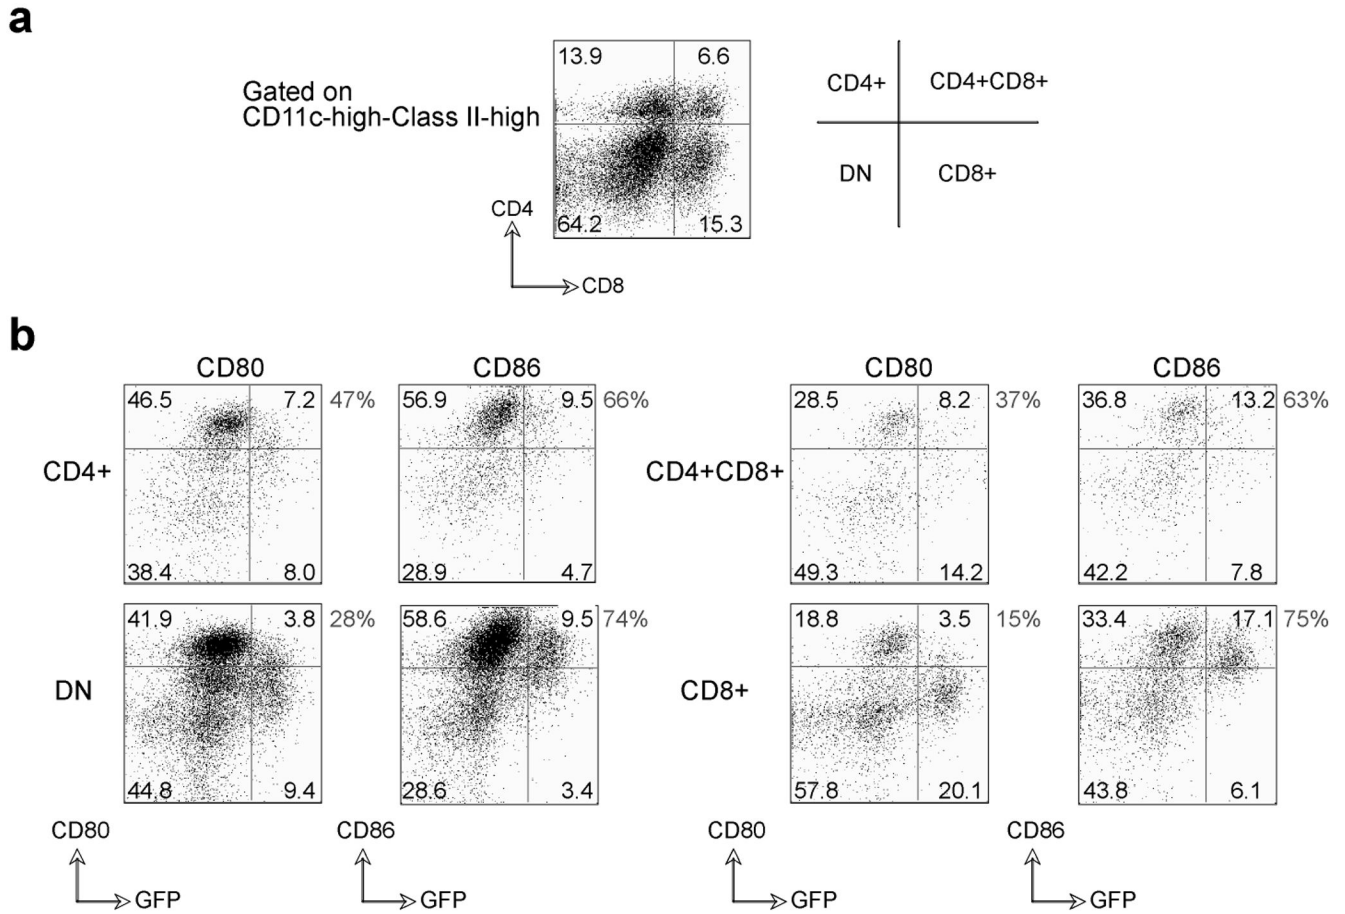 a
Gated on
CD11c-high-Class II-high
13.9 6.6
64.2 15.3
CD4
CD8
CD4+ CD4+CD8+
DN CD8+
b
CD80 CD86 CD80 CD86
46.5 7.2 47% 56.9 9.5 66% 28.5 8.2 37% 36.8 13.2 63%
CD4+ CD4+CD8+
38.4 8.0 28.9 4.7 49.3 14.2 42.2 7.8
41.9 3.8 28% 58.6 9.5 74% 18.8 3.5 15% 33.4 17.1 75%
DN CD8+
44.8 9.4 28.6 3.4 57.8 20.1 43.8 6.1
CD80 CD86 CD80 CD86
GFP GFP GFP GFP